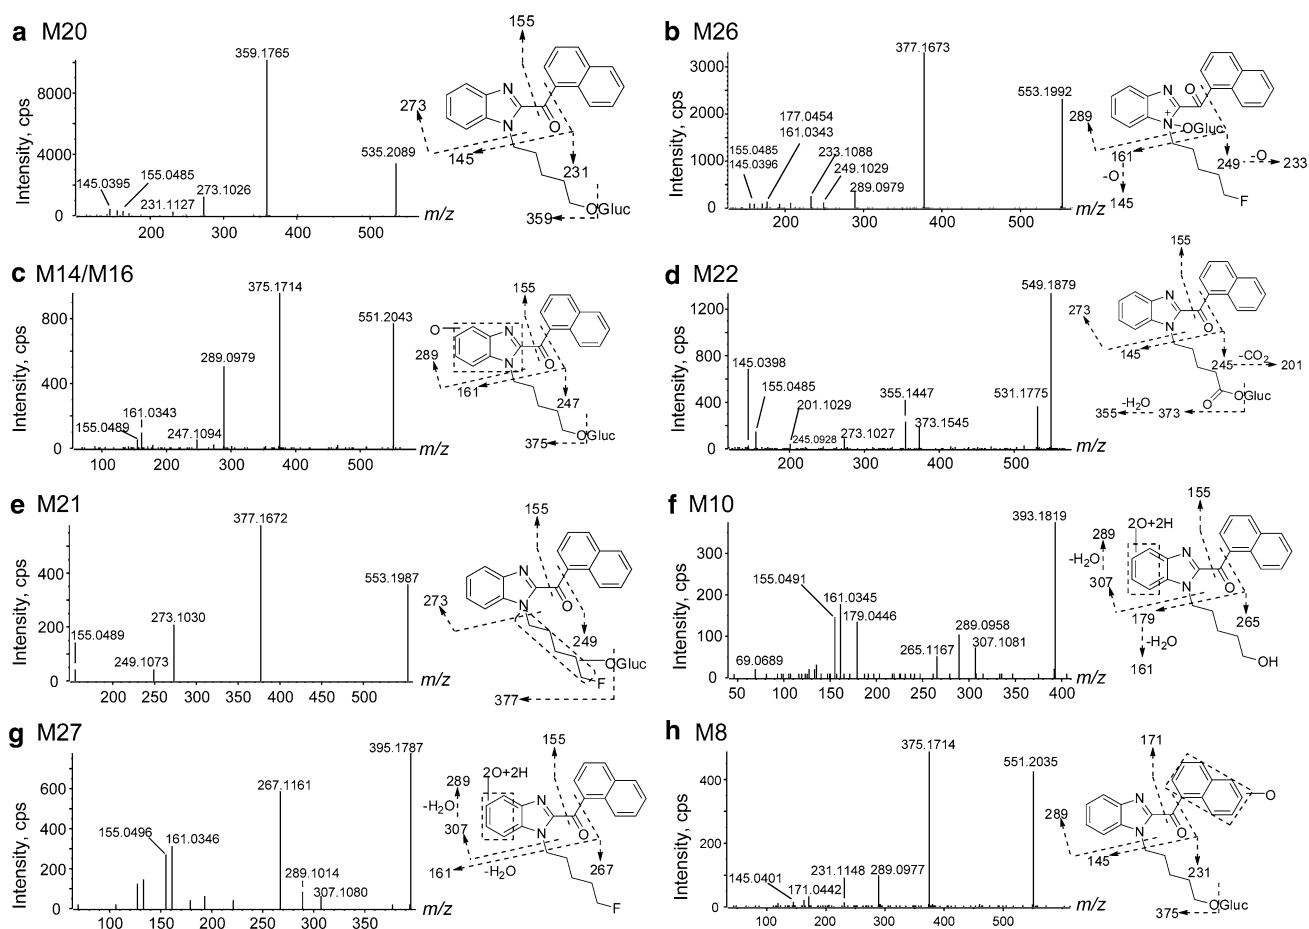 a M20
Intensity, cps
8000
4000
0
200
300
400
500
m/z
359.1765
535.2089
145.0395
155.0485
231.1127
273.1026
155
273
145
N
N
O
231
OGluc
359
b M26
Intensity, cps
3000
2000
1000
0
200
300
400
500
m/z
377.1673
553.1992
177.0454
161.0343
155.0485
145.0396
233.1088
249.1029
289.0979
289
N
O
N
+
OGluc
161
-O
145
249
-O
233
F
c M14/M16
Intensity, cps
800
400
0
100
200
300
400
500
m/z
375.1714
551.2043
289.0979
161.0343
155.0489
247.1094
155
O
N
N
O
289
161
247
OGluc
375
d M22
Intensity, cps
1200
800
400
0
200
300
400
500
m/z
549.1879
531.1775
145.0398
155.0485
201.1029
245.0928
273.1027
355.1447
373.1545
155
273
N
N
O
145
245
-CO2
201
O
OGluc
-H2O
355
373
e M21
Intensity, cps
400
200
0
200
250
300
350
400
450
500
550
m/z
377.1672
553.1987
155.0489
249.1073
273.1030
155
273
N
N
O
249
OGluc
F
377
f M10
Intensity, cps
300
200
100
0
50
100
150
200
250
300
350
400
m/z
393.1819
155.0491
161.0345
179.0446
69.0689
265.1167
289.0958
307.1081
155
2O+2H
289
-H2O
307
N
N
O
179
-H2O
161
265
OH
g M27
Intensity, cps
600
400
200
0
100
150
200
250
300
350
m/z
395.1787
267.1161
155.0496
161.0346
289.1014
307.1080
155
2O+2H
289
-H2O
307
N
N
O
161
-H2O
267
F
h M8
Intensity, cps
400
200
0
100
200
300
400
500
m/z
375.1714
551.2035
145.0401
171.0442
231.1148
289.0977
171
O
289
N
N
O
145
231
OGluc
375